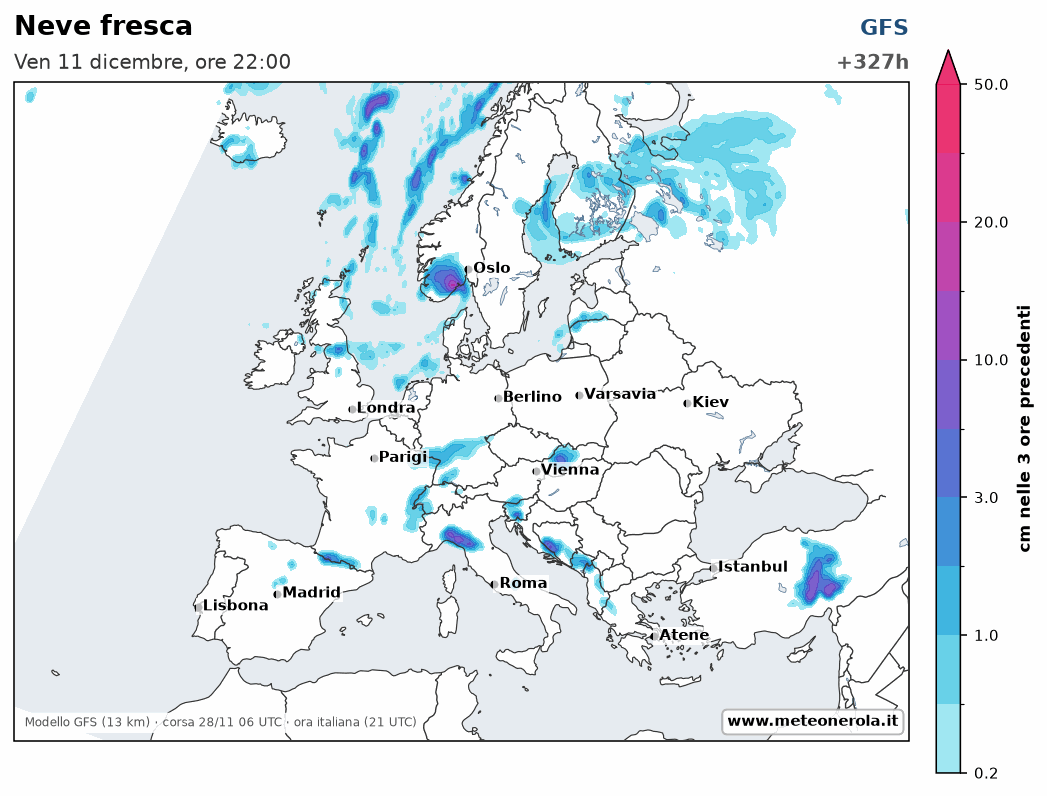 Neve fresca
GFS
Ven 11 dicembre, ore 22:00
+327h
50.0
20.0
10.0
3.0
1.0
0.2
cm nelle 3 ore precedenti
Oslo
Berlino
Varsavia
Kiev
Londra
Parigi
Vienna
Istanbul
Roma
Madrid
Lisbona
Atene
Modello GFS (13 km) · corsa 28/11 06 UTC · ora italiana (21 UTC)
www.meteonerola.it